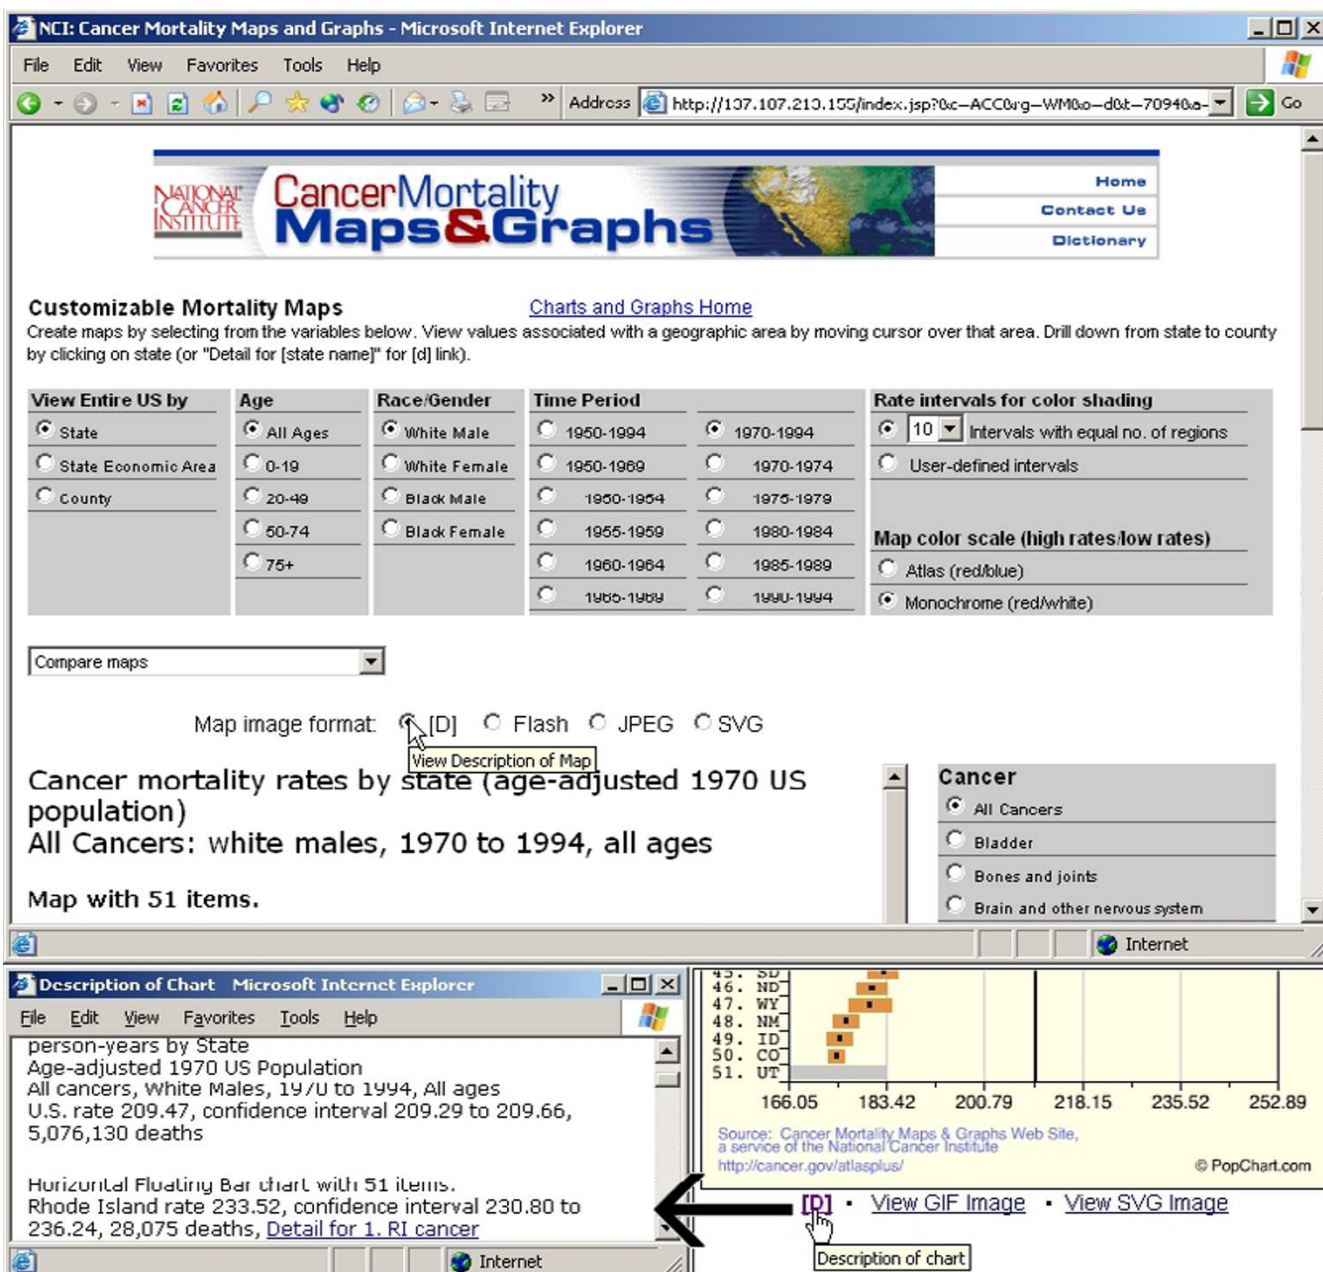 NCI: Cancer Mortality Maps and Graphs - Microsoft Internet Explorer
File Edit View Favorites Tools Help
» Address http://137.107.213.155/index.jsp?&c=ACC&rg=WM&o=d&t=7094&a- Go
NATIONAL CANCER INSTITUTE
CancerMortality
Maps&Graphs
Home
Contact Us
Dictionary
Customizable Mortality Maps Charts and Graphs Home
Create maps by selecting from the variables below. View values associated with a geographic area by moving cursor over that area. Drill down from state to county
by clicking on state (or "Detail for [state name]" for [d] link).
View Entire US by Age Race/Gender Time Period Rate intervals for color shading
State All Ages White Male 1950-1994 1970-1994 10 Intervals with equal no. of regions
State Economic Area 0-19 White Female 1950-1969 1970-1974 User-defined intervals
County 20-49 Black Male 1950-1954 1975-1979
50-74 Black Female 1955-1959 1980-1984 Map color scale (high rates/low rates)
75+ 1960-1964 1985-1989 Atlas (red/blue)
1965-1969 1990-1994 Monochrome (red/white)
Compare maps
Map image format: [D] Flash JPEG SVG
View Description of Map
Cancer mortality rates by state (age-adjusted 1970 US
population)
All Cancers: white males, 1970 to 1994, all ages
Map with 51 items.
Cancer
All Cancers
Bladder
Bones and joints
Brain and other nervous system
Internet
Description of Chart Microsoft Internet Explorer
File Edit View Favorites Tools Help
person-years by State
Age-adjusted 1970 US Population
All cancers, White Males, 1970 to 1994, All ages
U.S. rate 209.47, confidence interval 209.29 to 209.66,
5,076,130 deaths
Horizontal Floating Bar chart with 51 items.
Rhode Island rate 233.52, confidence interval 230.80 to
236.24, 28,075 deaths, Detail for 1. RI cancer
Internet
45. SD
46. ND
47. WY
48. NM
49. ID
50. CO
51. UT
166.05 183.42 200.79 218.15 235.52 252.89
Source: Cancer Mortality Maps & Graphs Web Site,
a service of the National Cancer Institute
http://cancer.gov/atlasplus/ © PopChart.com
[D] · View GIF Image · View SVG Image
Description of chart